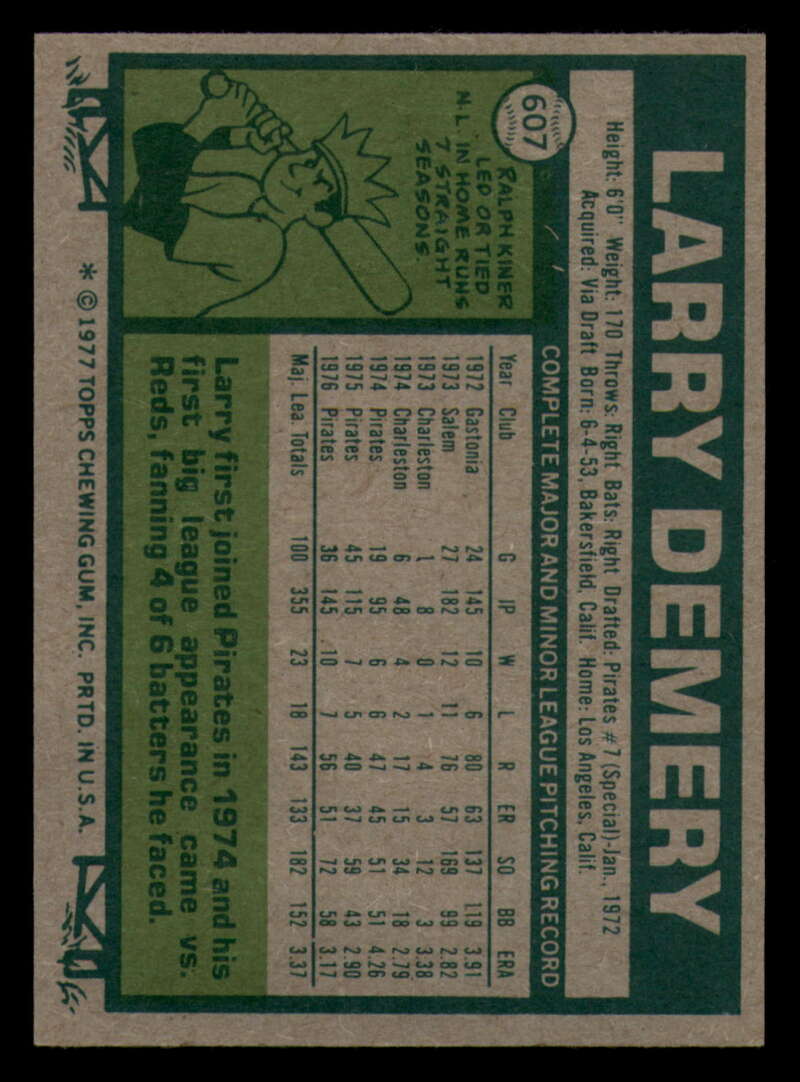 607
LARRY DEMERY
Height: 6'0" Weight: 170 Throws: Right Bats: Right Drafted: Pirates #7 (Special)-Jan., 1972
Acquired: Via Draft Born: 6-4-53, Bakersfield, Calif. Home: Los Angeles, Calif.
RALPH KINER
LED OR TIED
N.L. IN HOME RUNS
7 STRAIGHT
SEASONS.
COMPLETE MAJOR AND MINOR LEAGUE PITCHING RECORD
Year Club G IP W L R ER SO BB ERA
1972 Gastonia 24 145 10 6 80 63 137 119 3.91
1973 Salem 27 182 12 11 76 57 169 99 2.82
1973 Charleston 1 8 0 1 4 3 12 3 3.38
1974 Charleston 6 48 4 2 17 15 34 18 2.79
1974 Pirates 19 95 6 6 47 45 51 51 4.26
1975 Pirates 45 115 7 5 40 37 59 43 2.90
1976 Pirates 36 145 10 7 56 51 72 58 3.17
Maj. Lea. Totals 100 355 23 18 143 133 182 152 3.37
Larry first joined Pirates in 1974 and his
first big league appearance came vs.
Reds, fanning 4 of 6 batters he faced.
* © 1977 TOPPS CHEWING GUM, INC. PRTD. IN U.S.A.